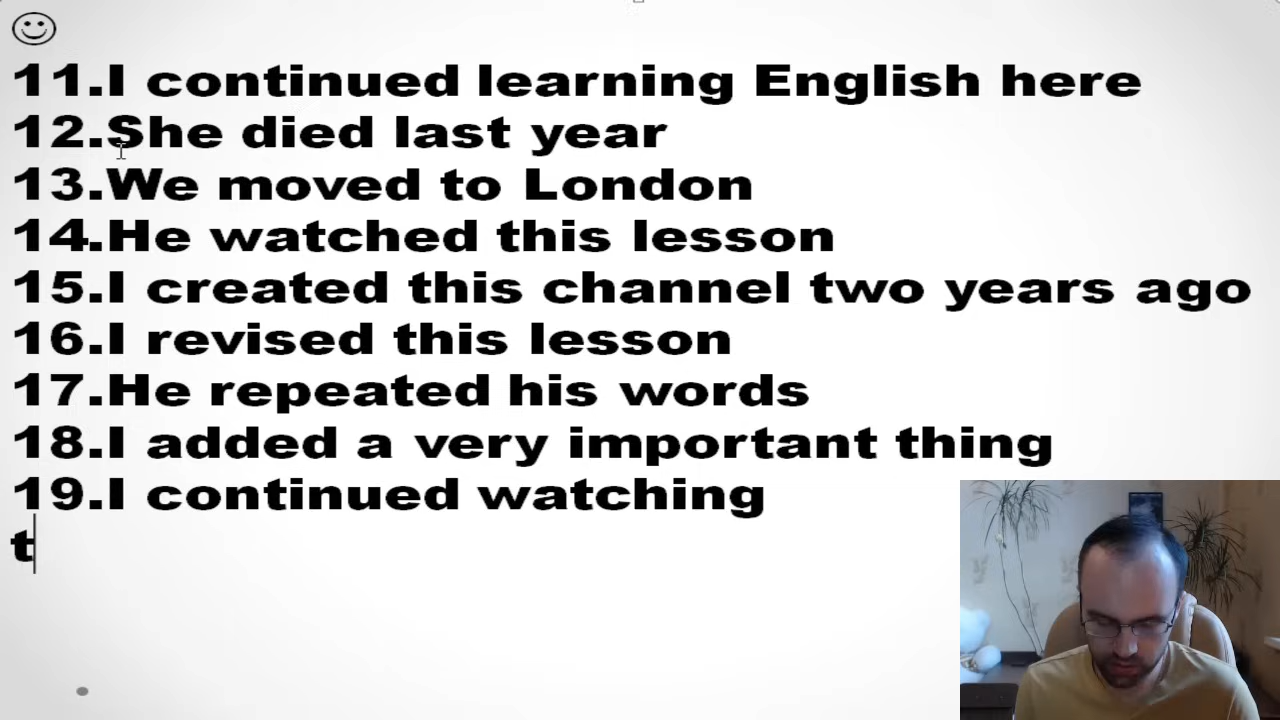 11.I continued learning English here
12.She died last year
13.We moved to London
14.He watched this lesson
15.I created this channel two years ago
16.I revised this lesson
17.He repeated his words
18.I added a very important thing
19.I continued watching
t